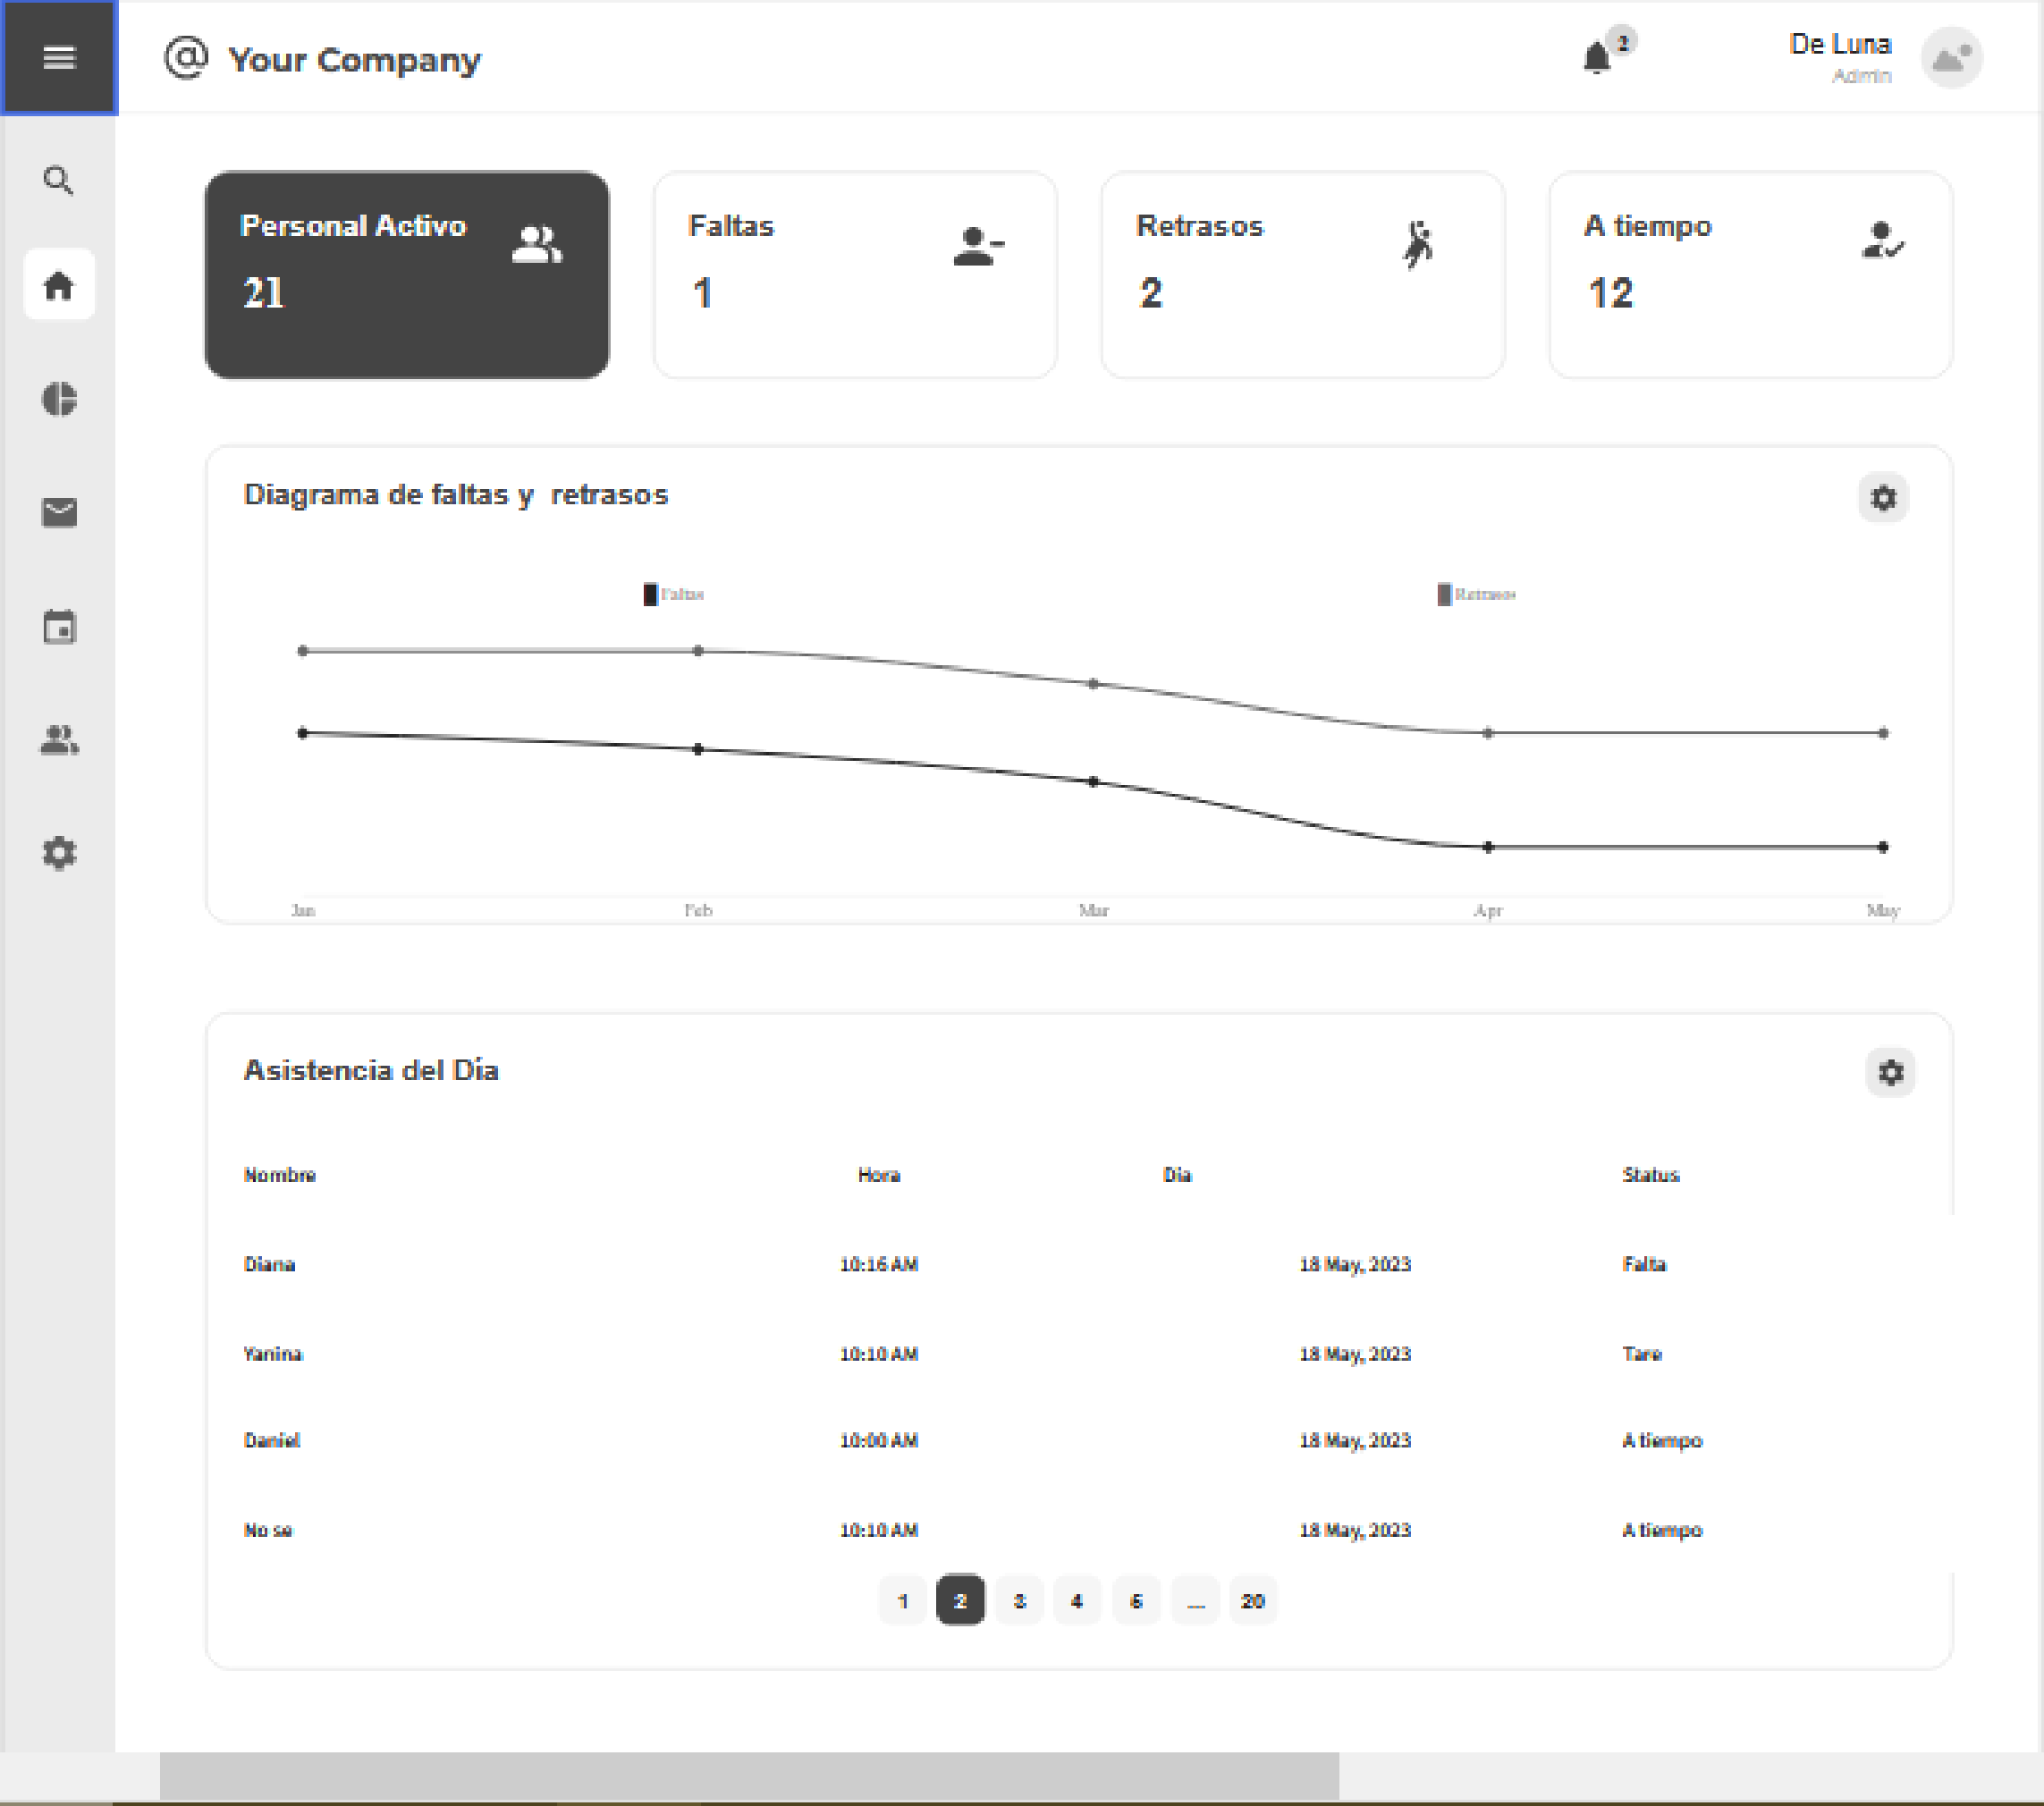 @ Your Company
2
De Luna
Admin
Personal Activo
21
Faltas
1
Retrasos
2
A tiempo
12
Diagrama de faltas y retrasos
Faltas
Retrasos
Jan Feb Mar Apr May
Asistencia del Día
Nombre Hora Dia Status
Diana 10:16 AM 18 May, 2023 Falta
Yanina 10:10 AM 18 May, 2023 Tare
Daniel 10:00 AM 18 May, 2023 A tiempo
No se 10:10 AM 18 May, 2023 A tiempo
1 2 3 4 5 ... 20